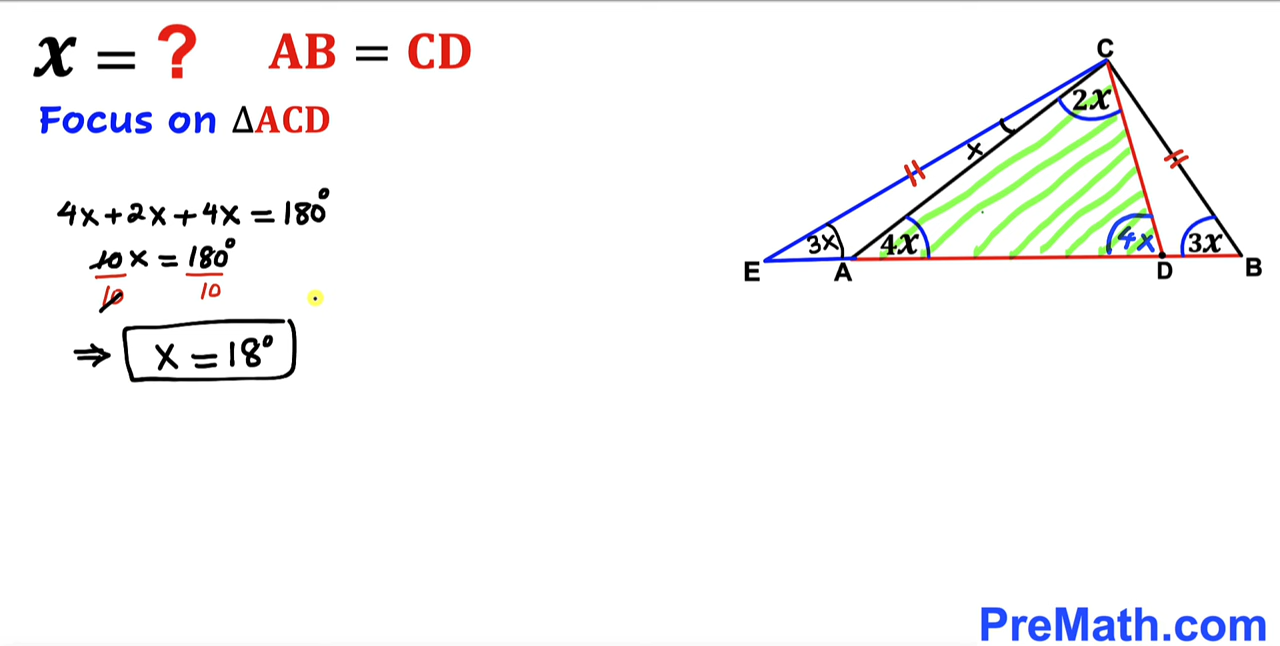 x = ? AB = CD
Focus on ΔACD
4x+2x+4x = 180°
10x = 180°
10 10
⇒ x = 18°
C
2x
x
3x 4x 4x 3x
E A D B
PreMath.com